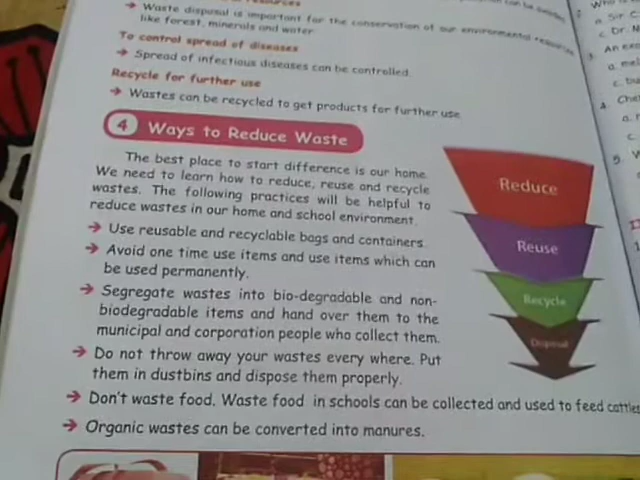 Waste disposal is important for the conservation of our environmental resources
like forest, minerals and water.
To control spread of diseases
Spread of infectious diseases can be controlled.
Recycle for further use
Wastes can be recycled to get products for further use
4 Ways to Reduce Waste
The best place to start difference is our home.
We need to learn how to reduce, reuse and recycle
wastes. The following practices will be helpful to
reduce wastes in our home and school environment.
Use reusable and recyclable bags and containers.
Avoid one time use items and use items which can
be used permanently.
Segregate wastes into bio-degradable and non-
biodegradable items and hand over them to the
municipal and corporation people who collect them.
Do not throw away your wastes every where. Put
them in dustbins and dispose them properly.
Don't waste food. Waste food in schools can be collected and used to feed cattles
Organic wastes can be converted into manures.
Reduce
Reuse
Recycle
Disposal
a. Sir C
c. Dr. N
An ex
a. mel
4. Che
5.